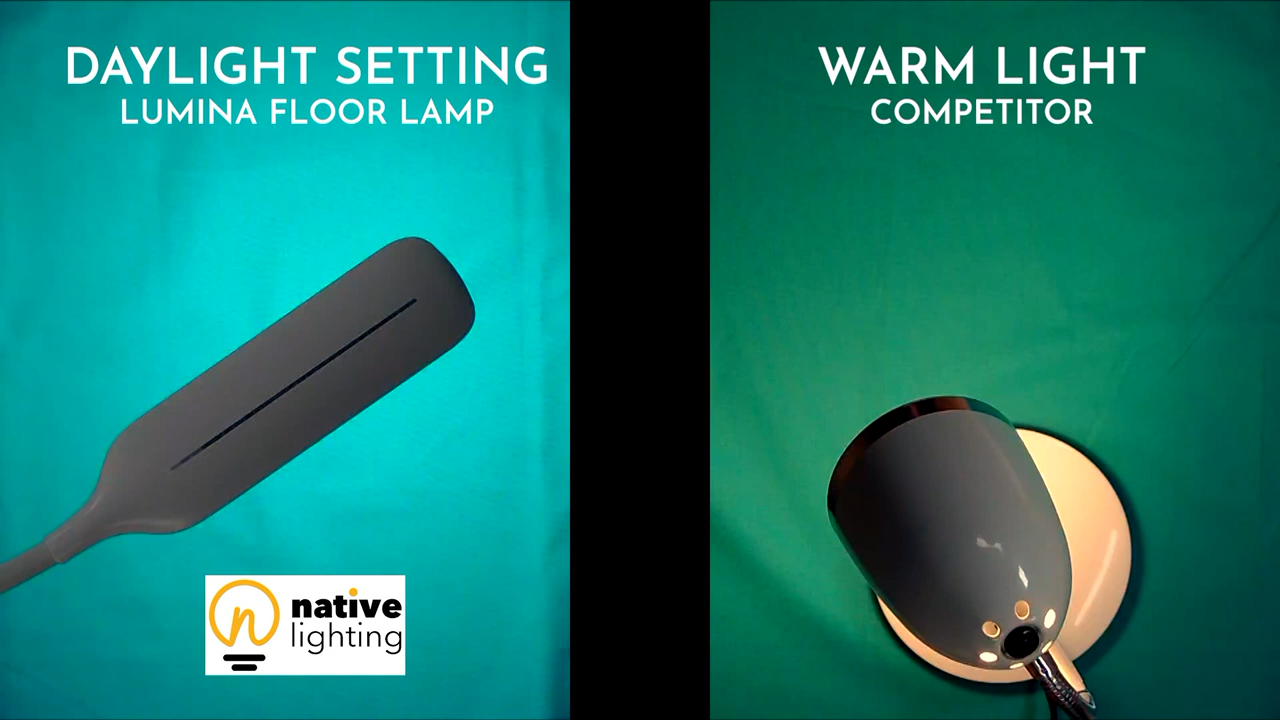 DAYLIGHT SETTING
LUMINA FLOOR LAMP
native
lighting
WARM LIGHT
COMPETITOR